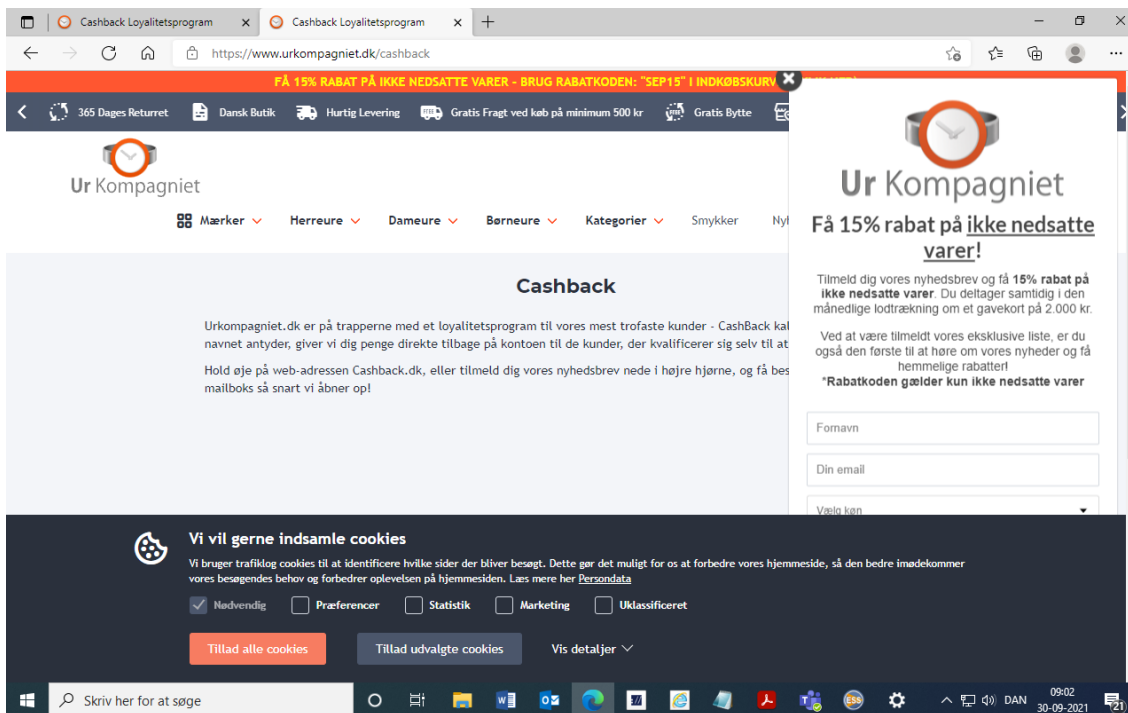 Cashback Loyalitetsprogram
Cashback Loyalitetsprogram
https://www.urkompagniet.dk/cashback
FÅ 15% RABAT PÅ IKKE NEDSATTE VARER - BRUG RABATKODEN: "SEP15" I INDKØBSKURV
365 Dages Returret
Dansk Butik
Hurtig Levering
Gratis Fragt ved køb på minimum 500 kr
Gratis Bytte
Ur Kompagniet
Mærker
Herreure
Dameure
Børneure
Kategorier
Smykker
Cashback
Urkompagniet.dk er på trapperne med et loyalitetsprogram til vores mest trofaste kunder - CashBack kal
navnet antyder, giver vi dig penge direkte tilbage på kontoen til de kunder, der kvalificerer sig selv til at
Hold øje på web-adressen Cashback.dk, eller tilmeld dig vores nyhedsbrev nede i højre hjørne, og få bes
mailboks så snart vi åbner op!
Ur Kompagniet
Få 15% rabat på ikke nedsatte
varer!
Tilmeld dig vores nyhedsbrev og få 15% rabat på
ikke nedsatte varer. Du deltager samtidig i den
månedlige lodtrækning om et gavekort på 2.000 kr.
Ved at være tilmeldt vores eksklusive liste, er du
også den første til at høre om vores nyheder og få
hemmelige rabatter!
*Rabatkoden gælder kun ikke nedsatte varer
Fornavn
Din email
Vælg køn
Vi vil gerne indsamle cookies
Vi bruger trafiklog cookies til at identificere hvilke sider der bliver besøgt. Dette gør det muligt for os at forbedre vores hjemmeside, så den bedre imødekommer
vores besøgendes behov og forbedrer oplevelsen på hjemmesiden. Læs mere her Persondata
Nødvendig
Præferencer
Statistik
Marketing
Uklassificeret
Tillad alle cookies
Tillad udvalgte cookies
Vis detaljer
Skriv her for at søge
ESS
DAN
09:02
30-09-2021
21